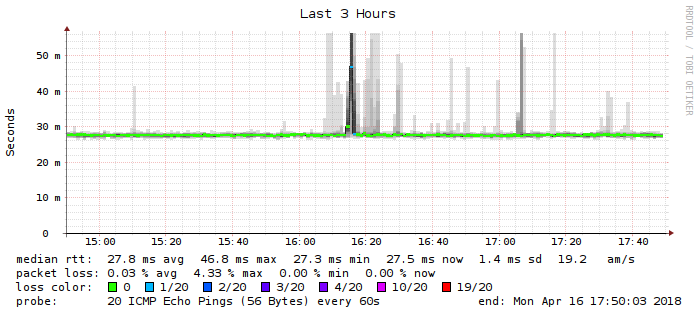 Last 3 Hours
RRDTOOL / TOBI OETIKER
Seconds
50 m
40 m
30 m
20 m
10 m
0
15:00 15:20 15:40 16:00 16:20 16:40 17:00 17:20 17:40
median rtt: 27.8 ms avg 46.8 ms max 27.3 ms min 27.5 ms now 1.4 ms sd 19.2 am/s
packet loss: 0.03 % avg 4.33 % max 0.00 % min 0.00 % now
loss color: 0 1/20 2/20 3/20 4/20 10/20 19/20
probe: 20 ICMP Echo Pings (56 Bytes) every 60s end: Mon Apr 16 17:50:03 2018